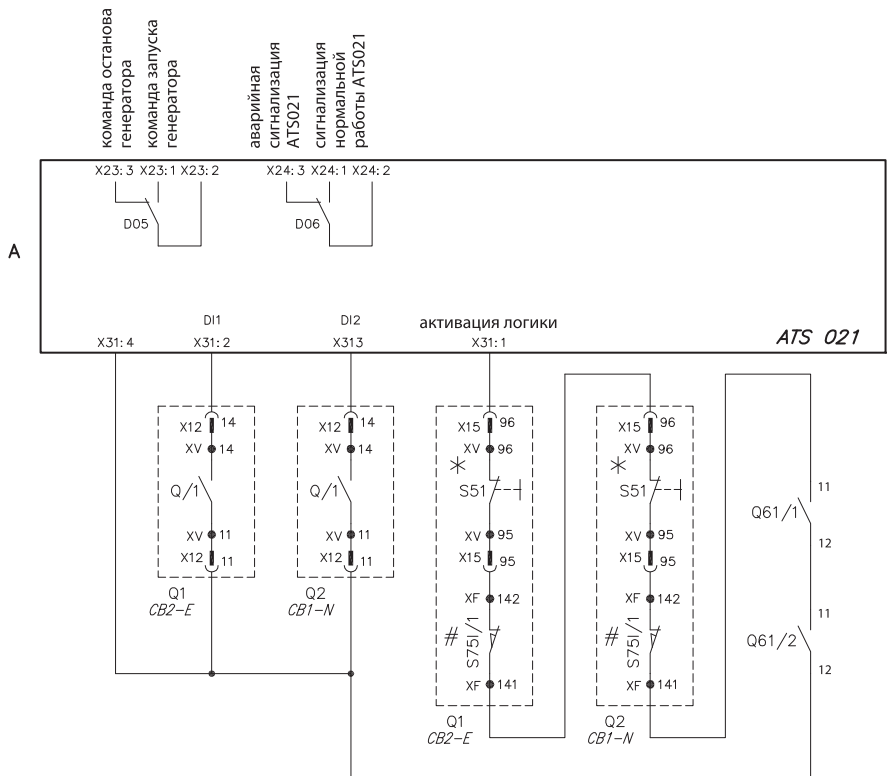 команда останова
генератора
команда запуска
генератора
аварийная
сигнализация
ATS021
сигнализация
нормальной
работы ATS021
X23: 3 X23: 1 X23: 2
X24: 3 X24: 1 X24: 2
D05
D06
A
DI1
DI2
активация логики
ATS 021
X31: 4
X31: 2
X313
X31: 1
X12 14
X12 14
X15 96
X15 96
XV 14
XV 14
XV 96
XV 96
*
*
Q/1
Q/1
S51
S51
11
Q61/1
12
XV 11
XV 11
XV 95
XV 95
X12 11
X12 11
X15 95
X15 95
Q1
CB2-E
Q2
CB1-N
XF 142
XF 142
11
# S75I/1
# S75I/1
Q61/2
12
XF 141
XF 141
Q1
CB2-E
Q2
CB1-N